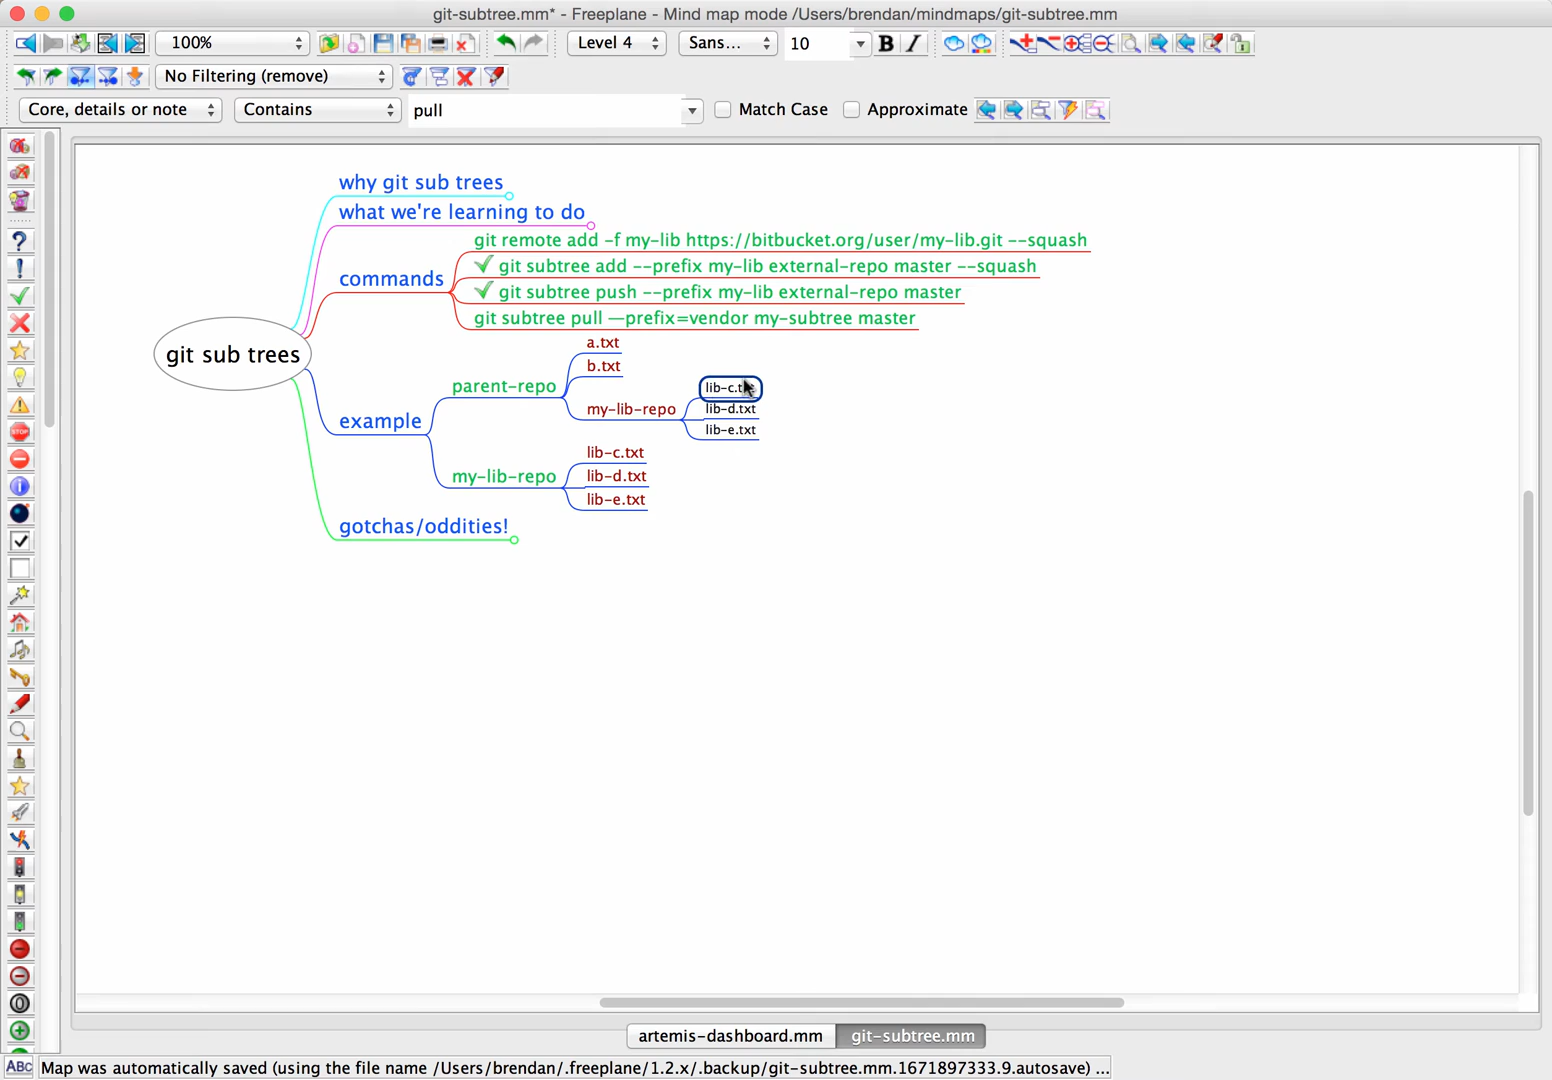 git-subtree.mm* - Freeplane - Mind map mode /Users/brendan/mindmaps/git-subtree.mm
100%
Level 4
Sans...
10
B
I
No Filtering (remove)
Core, details or note
Contains
pull
Match Case
Approximate
why git sub trees
what we're learning to do
git remote add -f my-lib https://bitbucket.org/user/my-lib.git --squash
git subtree add --prefix my-lib external-repo master --squash
commands
git subtree push --prefix my-lib external-repo master
git subtree pull —prefix=vendor my-subtree master
git sub trees
a.txt
b.txt
parent-repo
lib-c.t
my-lib-repo
lib-d.txt
lib-e.txt
example
lib-c.txt
my-lib-repo
lib-d.txt
lib-e.txt
gotchas/oddities!
STOP
artemis-dashboard.mm
git-subtree.mm
ABC
Map was automatically saved (using the file name /Users/brendan/.freeplane/1.2.x/.backup/git-subtree.mm.1671897333.9.autosave) ...